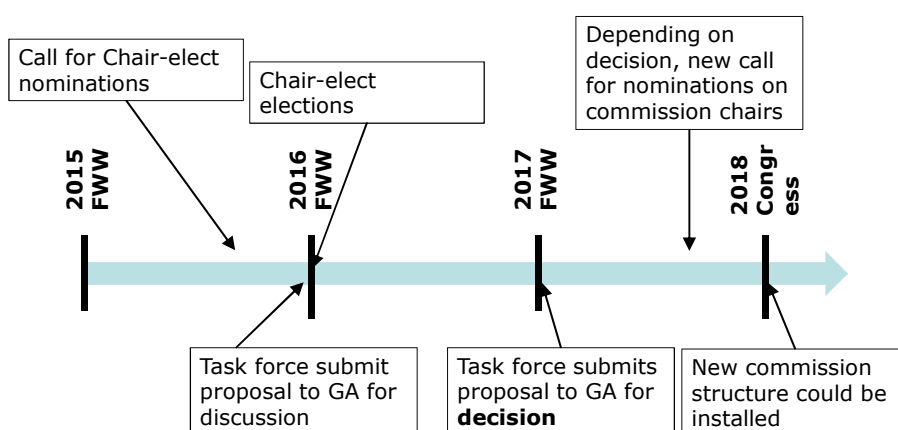 Call for Chair-elect
nominations
Chair-elect
elections
Depending on
decision, new call
for nominations on
commission chairs
2015
FWW
2016
FWW
2017
FWW
2018
Congr
ess
Task force submit
proposal to GA for
discussion
Task force submits
proposal to GA for
decision
New commission
structure could be
installed